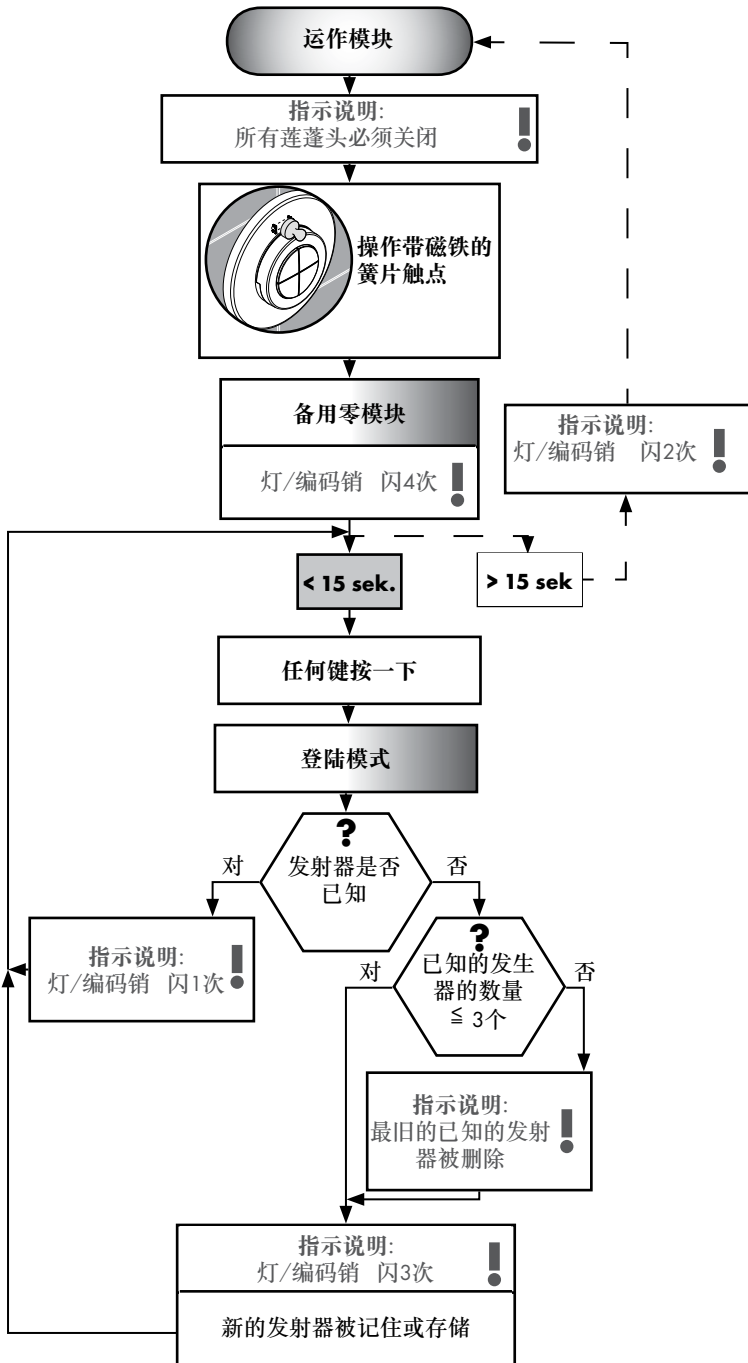 运作模块
指示说明:
所有莲蓬头必须关闭
操作带磁铁的
簧片触点
备用零模块
灯/编码销 闪4次
指示说明:
灯/编码销 闪2次
< 15 sek.
> 15 sek
任何键按一下
登陆模式
?
发射器是否
已知
对
否
指示说明:
灯/编码销 闪1次
?
已知的发生
器的数量
≦ 3个
对
否
指示说明:
最旧的已知的发射
器被删除
指示说明:
灯/编码销 闪3次
新的发射器被记住或存储